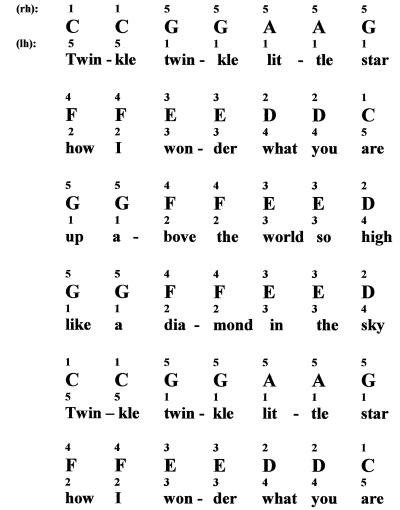 (rh): 1 1 5 5 5 5 5
C C G G A A G
(lh): 5 5 1 1 1 1 1
Twin - kle twin - kle lit - tle star
4 4 3 3 2 2 1
F F E E D D C
2 2 3 3 4 4 5
how I won - der what you are
5 5 4 4 3 3 2
G G F F E E D
1 1 2 2 3 3 4
up a - bove the world so high
5 5 4 4 3 3 2
G G F F E E D
1 1 2 2 3 3 4
like a dia - mond in the sky
1 1 5 5 5 5 5
C C G G A A G
5 5 1 1 1 1 1
Twin – kle twin - kle lit - tle star
4 4 3 3 2 2 1
F F E E D D C
2 2 3 3 4 4 5
how I won - der what you are